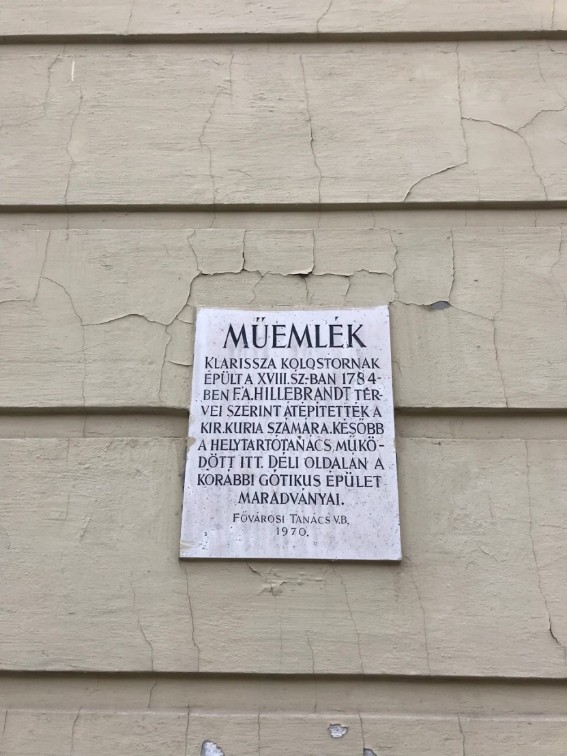 MŰEMLÉK
KLARISSZA KOLOSTORNAK
ÉPÜLT A XVIII. SZ-BAN 1784-
BEN F.A. HILLEBRANDT TER-
VEI SZERINT ÁTÉPÍTETTÉK A
KIR. KURIA SZÁMÁRA. KÉSŐBB
A HELYTARTÓTANÁCS MŰKÖ-
DÖTT ITT. DÉLI OLDALÁN A
KORÁBBI GÓTIKUS ÉPÜLET
MARADVÁNYAI.
FŐVÁROSI TANÁCS V.B.
1970.